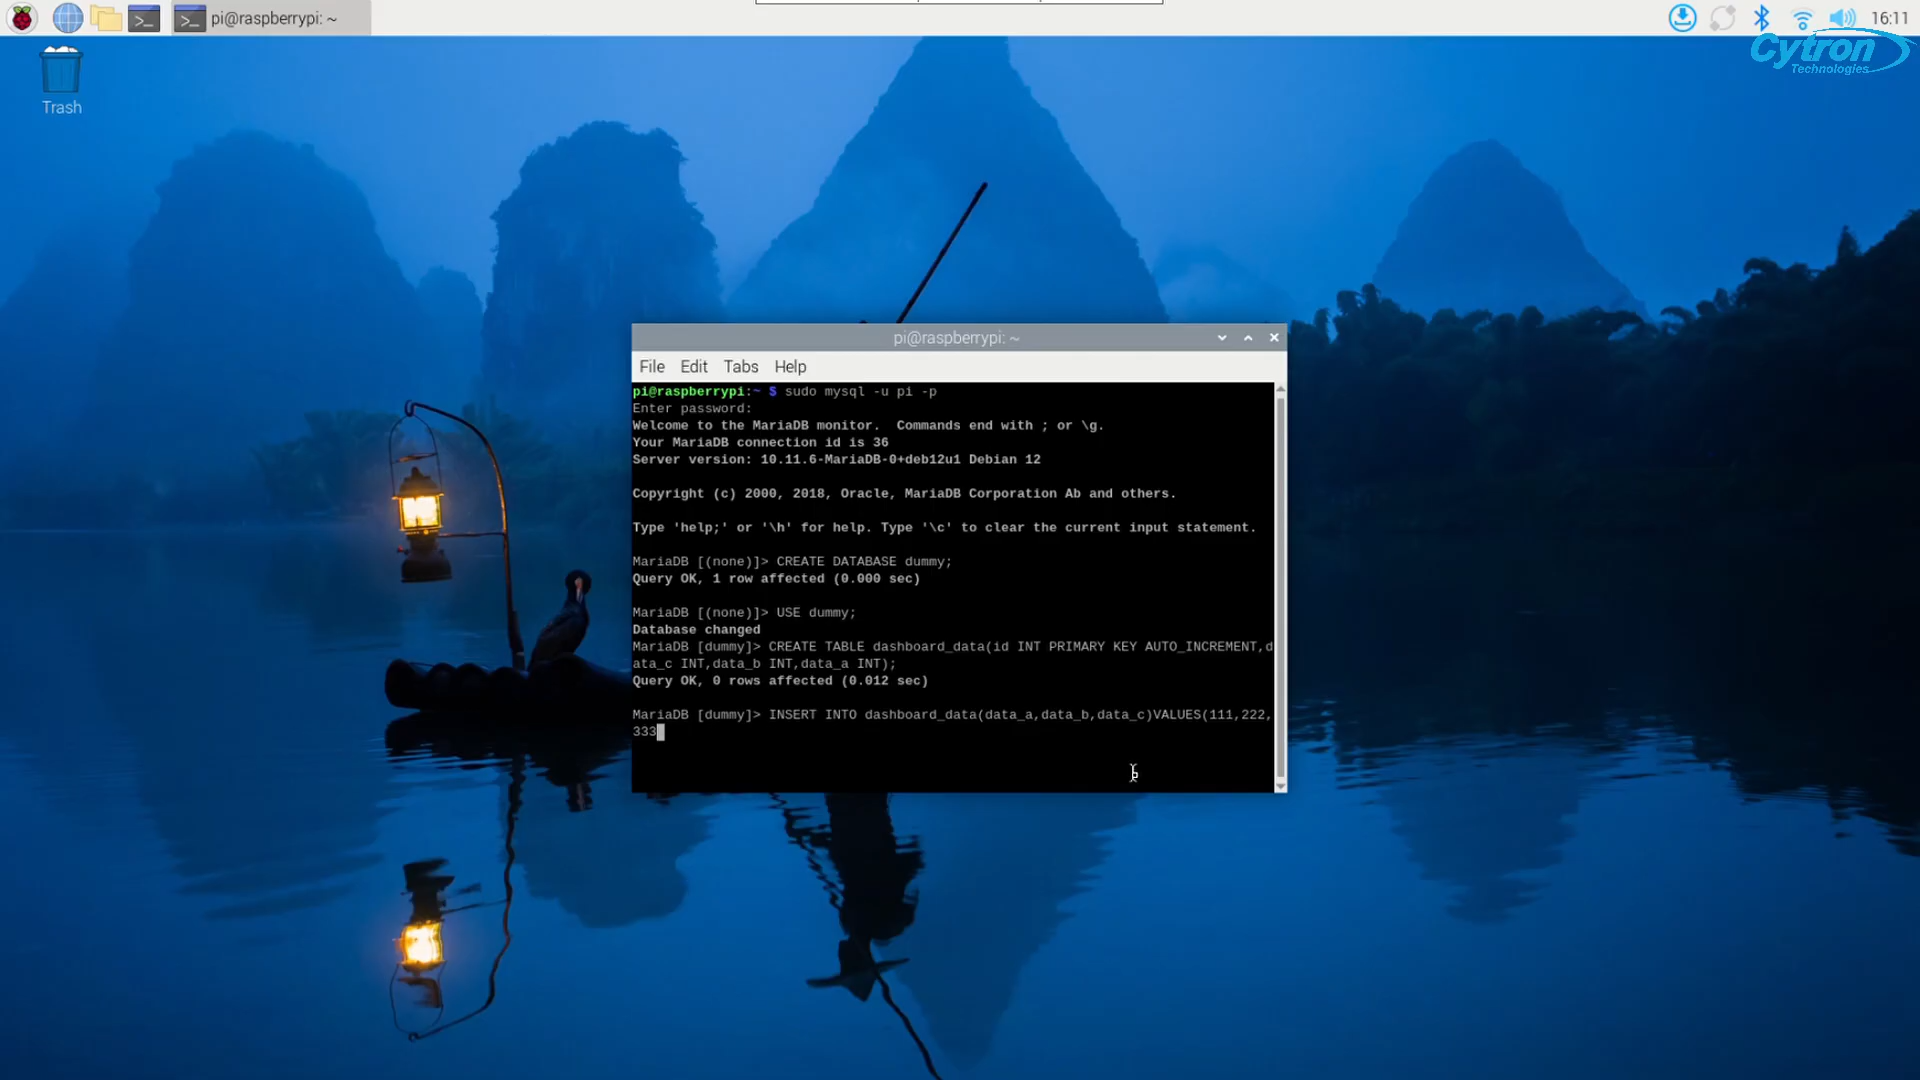 pi@raspberrypi: ~
16:11
Cytron
Technologies
Trash
pi@raspberrypi: ~
File Edit Tabs Help
pi@raspberrypi:~ $ sudo mysql -u pi -p
Enter password:
Welcome to the MariaDB monitor.  Commands end with ; or \g.
Your MariaDB connection id is 36
Server version: 10.11.6-MariaDB-0+deb12u1 Debian 12
Copyright (c) 2000, 2018, Oracle, MariaDB Corporation Ab and others.
Type 'help;' or '\h' for help. Type '\c' to clear the current input statement.
MariaDB [(none)]> CREATE DATABASE dummy;
Query OK, 1 row affected (0.000 sec)
MariaDB [(none)]> USE dummy;
Database changed
MariaDB [dummy]> CREATE TABLE dashboard_data(id INT PRIMARY KEY AUTO_INCREMENT,d
ata_c INT,data_b INT,data_a INT);
Query OK, 0 rows affected (0.012 sec)
MariaDB [dummy]> INSERT INTO dashboard_data(data_a,data_b,data_c)VALUES(111,222,
333